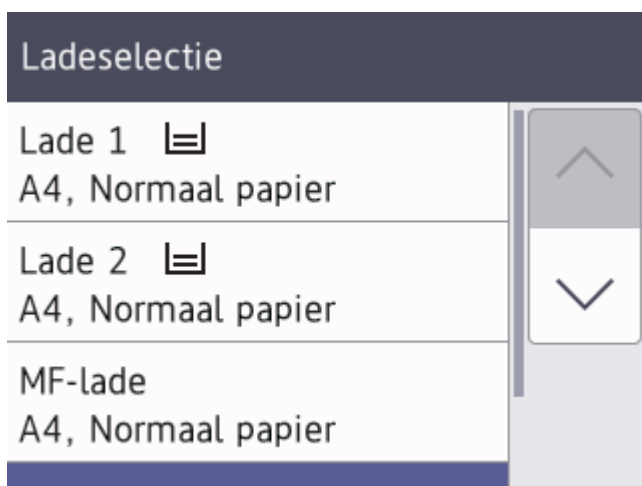 Ladeselectie
Lade 1
A4, Normaal papier
Lade 2
A4, Normaal papier
MF-lade
A4, Normaal papier